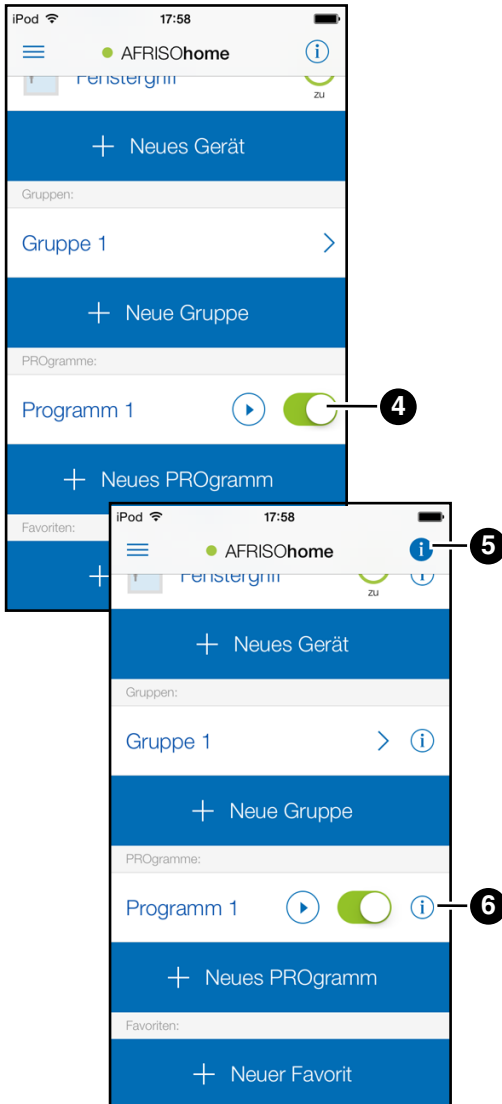 iPod 17:58
AFRISOhome
Fenstergriff
zu
+ Neues Gerät
Gruppen:
Gruppe 1
+ Neue Gruppe
PROgramme:
Programm 1
4
+ Neues PROgramm
Favoriten:
+
iPod 17:58
AFRISOhome
5
Fenstergriff
zu
+ Neues Gerät
Gruppen:
Gruppe 1
+ Neue Gruppe
PROgramme:
Programm 1
6
+ Neues PROgramm
Favoriten:
+ Neuer Favorit